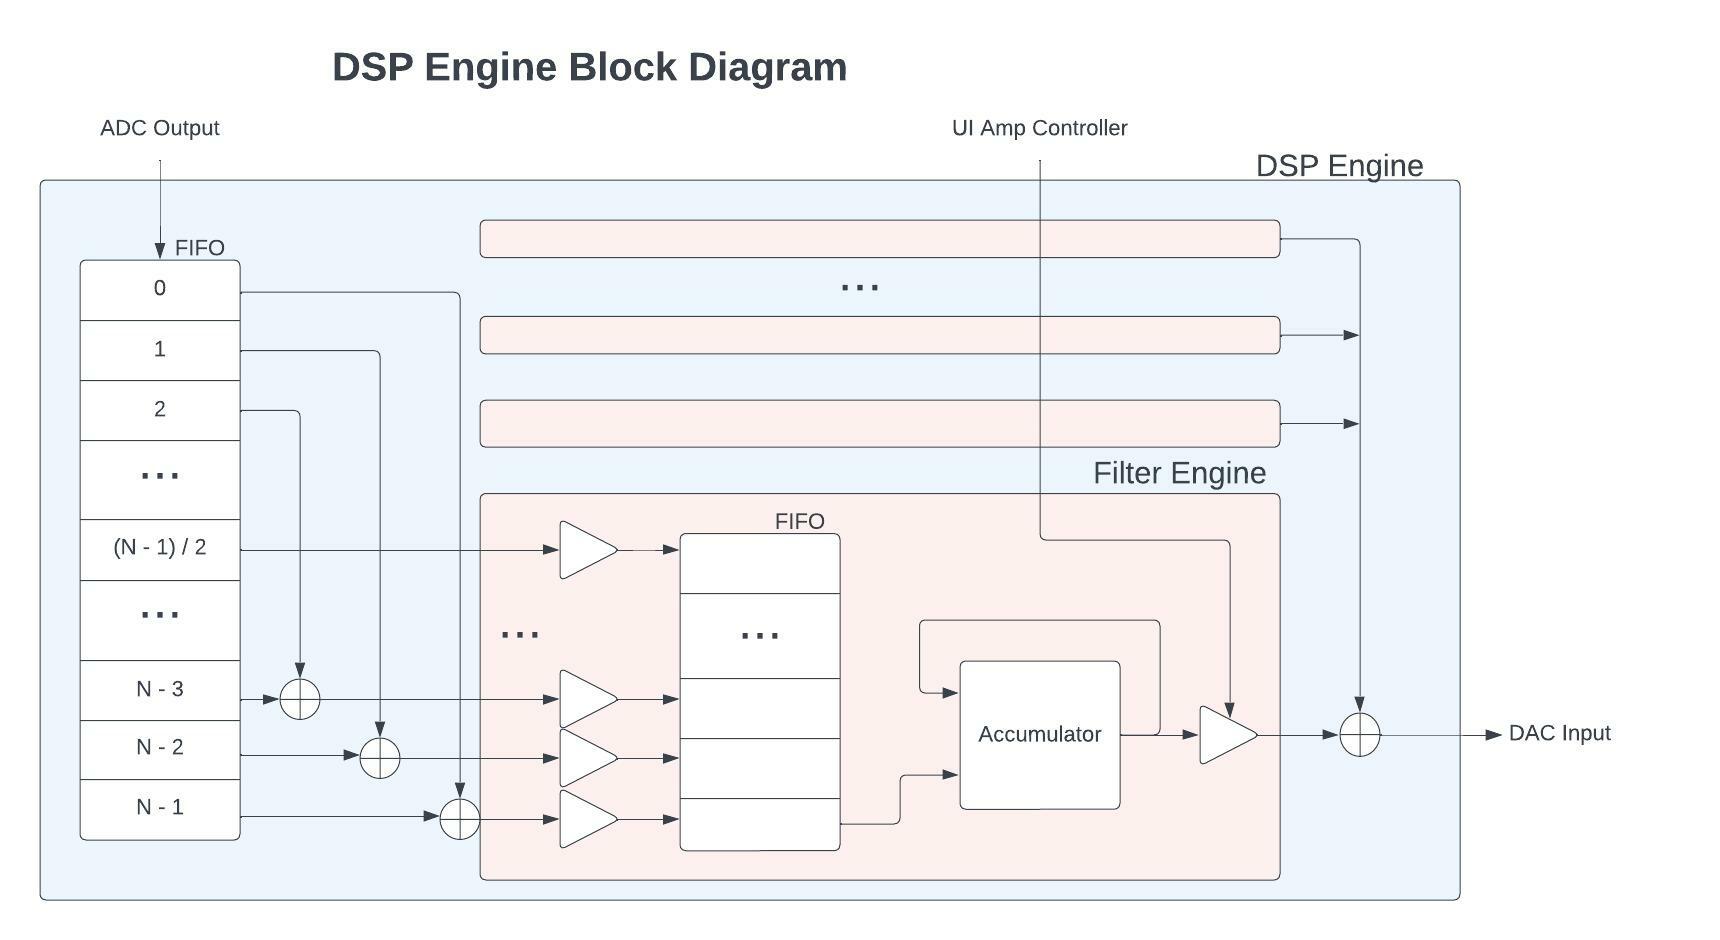 DSP Engine Block Diagram
ADC Output
UI Amp Controller
DSP Engine
FIFO
0
1
2
...
(N - 1) / 2
...
N - 3
N - 2
N - 1
...
Filter Engine
FIFO
...
...
Accumulator
DAC Input